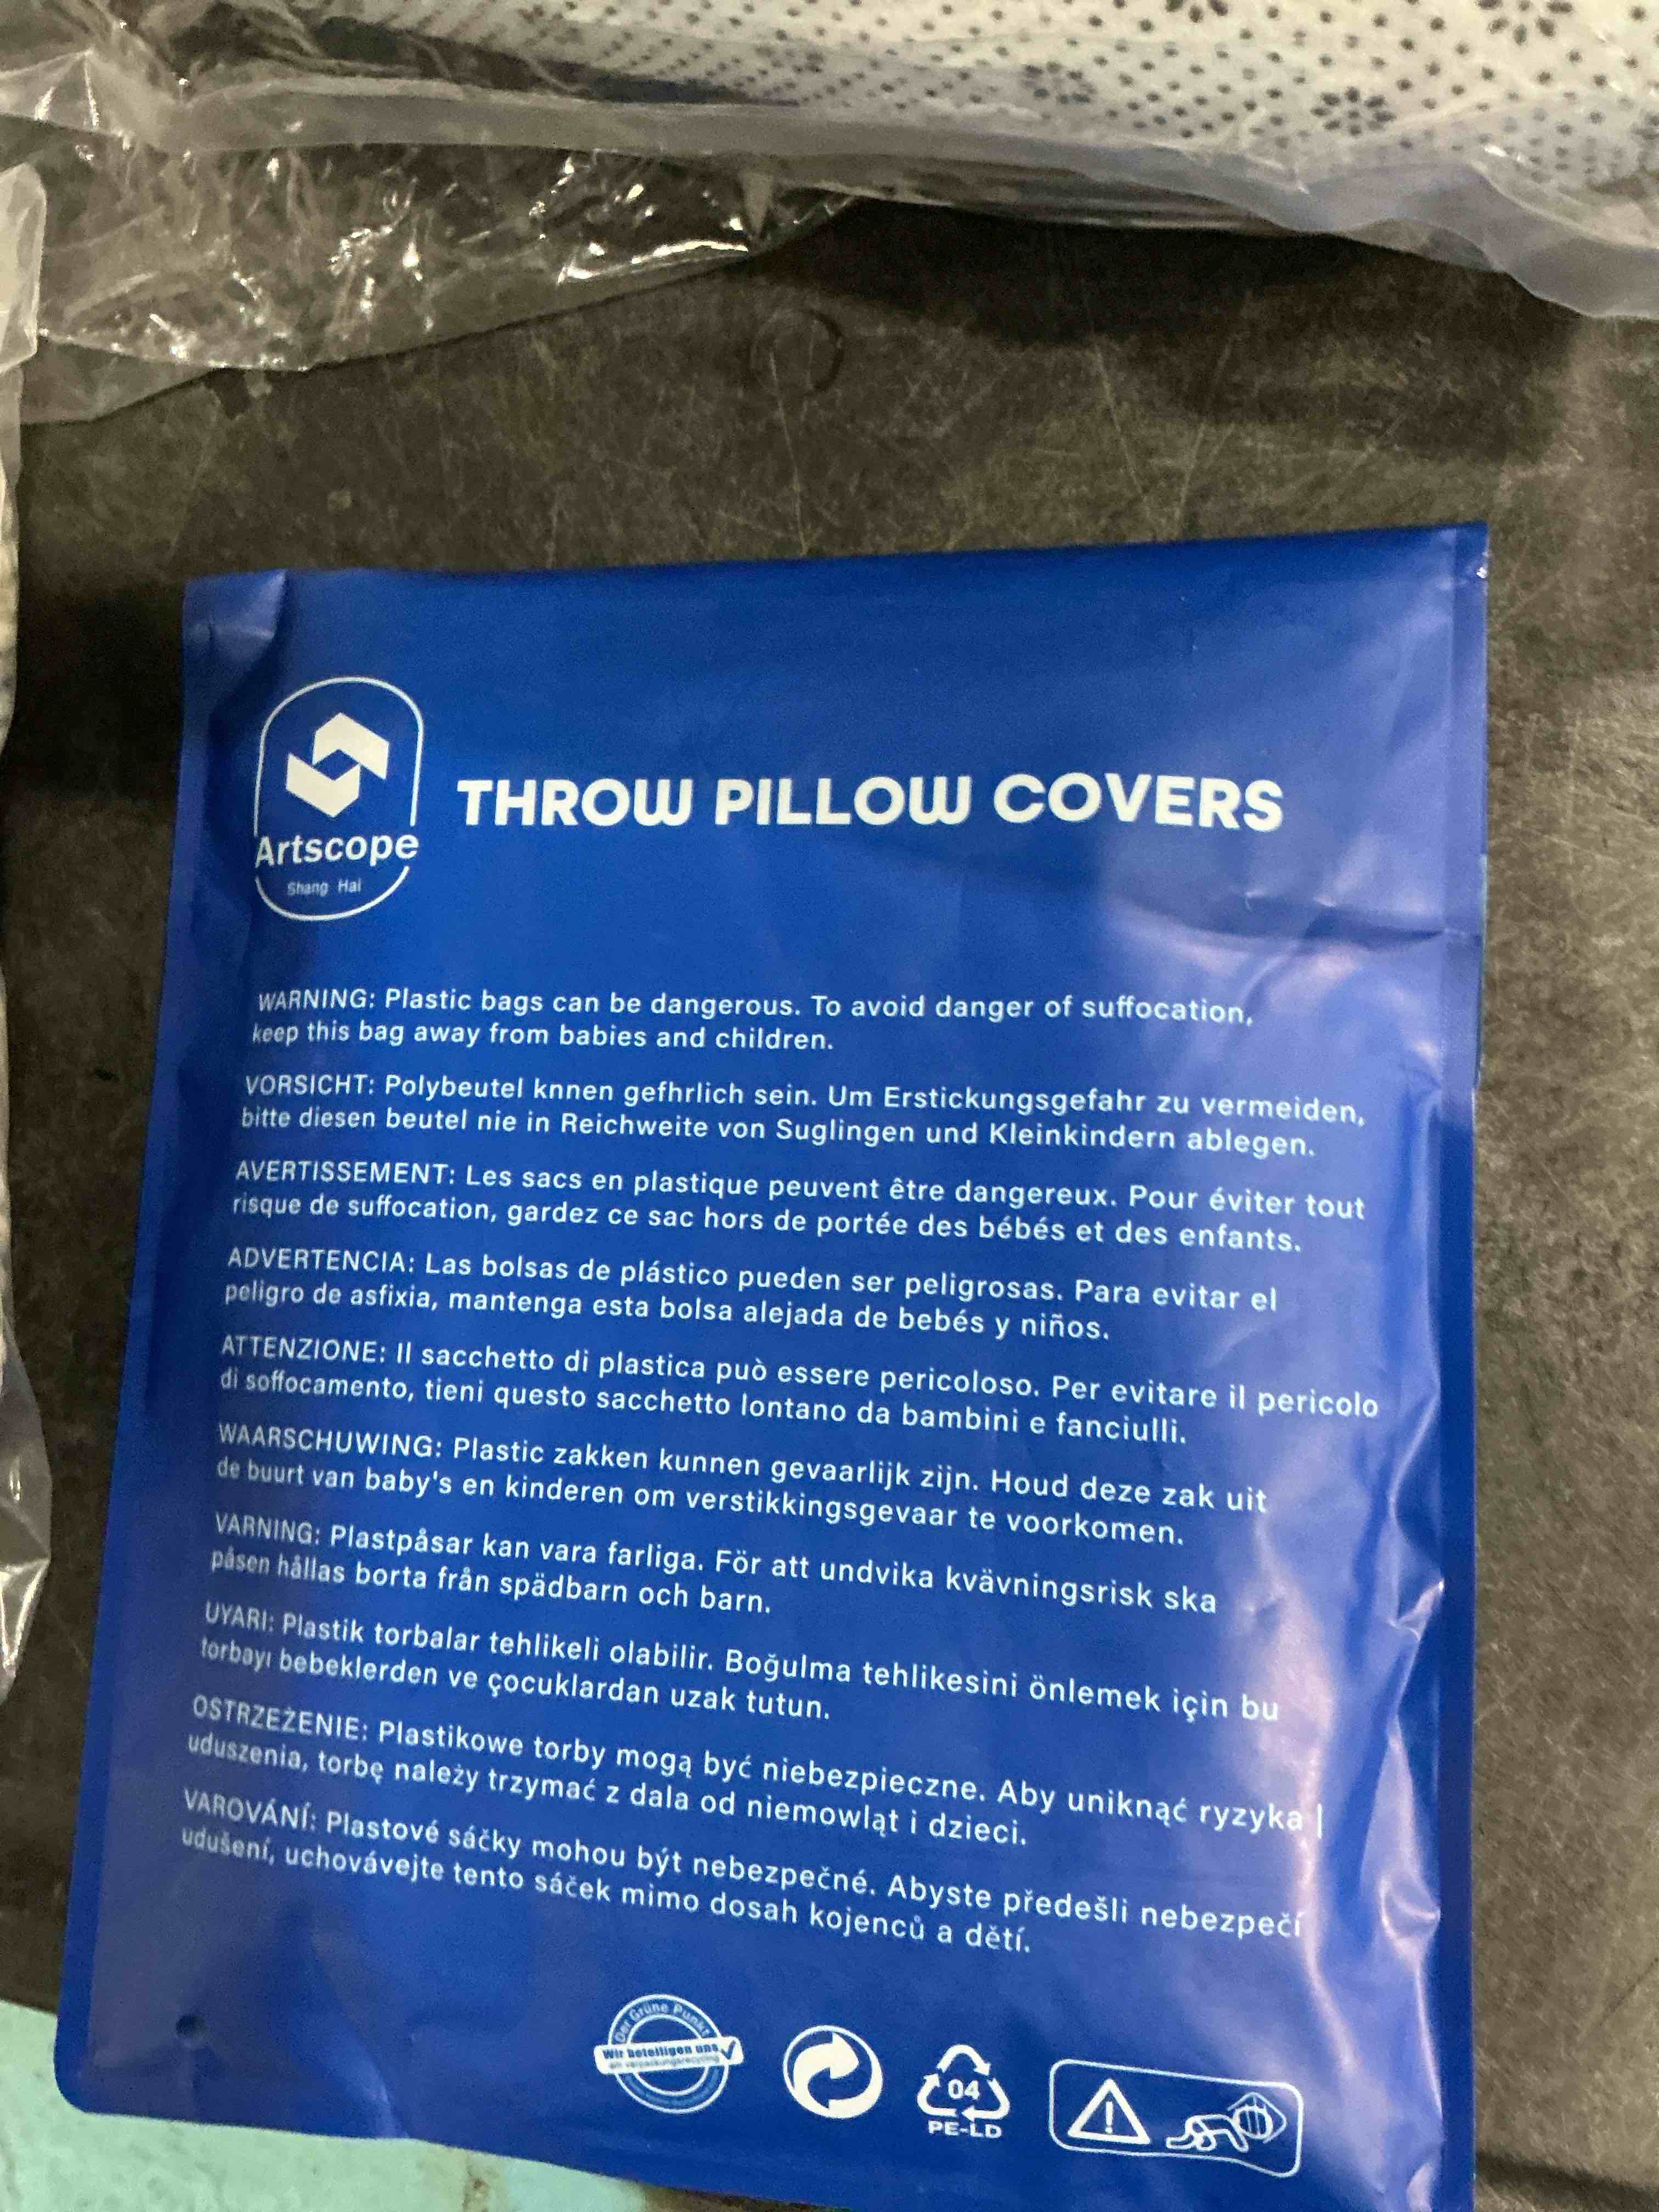 Artscope
Shang Hai
THROW PILLOW COVERS
WARNING: Plastic bags can be dangerous. To avoid danger of suffocation,
keep this bag away from babies and children.
VORSICHT: Polybeutel knnen gefhrlich sein. Um Erstickungsgefahr zu vermeiden,
bitte diesen beutel nie in Reichweite von Suglingen und Kleinkindern ablegen.
AVERTISSEMENT: Les sacs en plastique peuvent être dangereux. Pour éviter tout
risque de suffocation, gardez ce sac hors de portée des bébés et des enfants.
ADVERTENCIA: Las bolsas de plástico pueden ser peligrosas. Para evitar el
peligro de asfixia, mantenga esta bolsa alejada de bebés y niños.
ATTENZIONE: Il sacchetto di plastica può essere pericoloso. Per evitare il pericolo
di soffocamento, tieni questo sacchetto lontano da bambini e fanciulli.
WAARSCHUWING: Plastic zakken kunnen gevaarlijk zijn. Houd deze zak uit
de buurt van baby's en kinderen om verstikkingsgevaar te voorkomen.
VARNING: Plastpåsar kan vara farliga. För att undvika kvävningsrisk ska
påsen hållas borta från spädbarn och barn.
UYARI: Plastik torbalar tehlikeli olabilir. Boğulma tehlikesini önlemek için bu
torbayı bebeklerden ve çocuklardan uzak tutun.
OSTRZEŻENIE: Plastikowe torby mogą być niebezpieczne. Aby uniknąć ryzyka |
uduszenia, torbę należy trzymać z dala od niemowląt i dzieci.
VAROVÁNÍ: Plastové sáčky mohou být nebezpečné. Abyste předešli nebezpečí
udušení, uchovávejte tento sáček mimo dosah kojenců a dětí.
Der Grüne Punkt
Wir beteiligen uns
am verpackungsrecycling
04
PE-LD